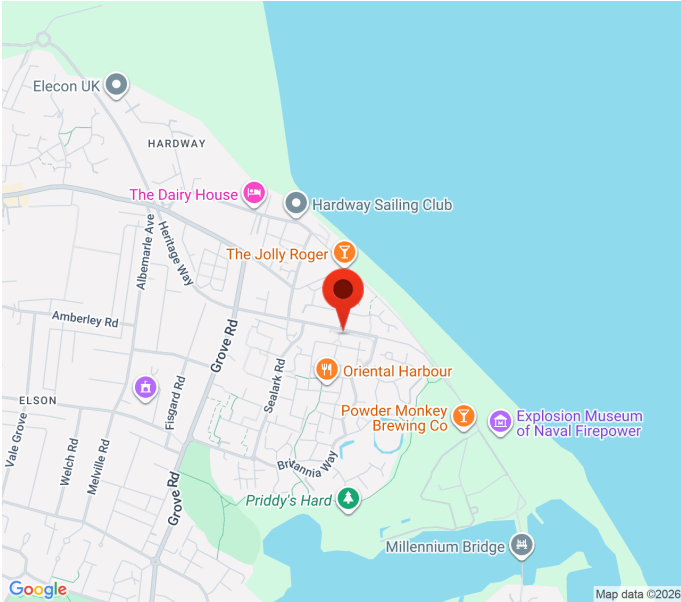 Elecon UK
HARDWAY
The Dairy House
Hardway Sailing Club
Albemarle Ave
Heritage Way
The Jolly Roger
Amberley Rd
Grove Rd
Sealark Rd
Oriental Harbour
Fisgard Rd
ELSON
Powder Monkey
Brewing Co
Explosion Museum
of Naval Firepower
Vale Grove
Welch Rd
Melville Rd
Britannia Way
Grove Rd
Priddy's Hard
Millennium Bridge
Google
Map data ©2026